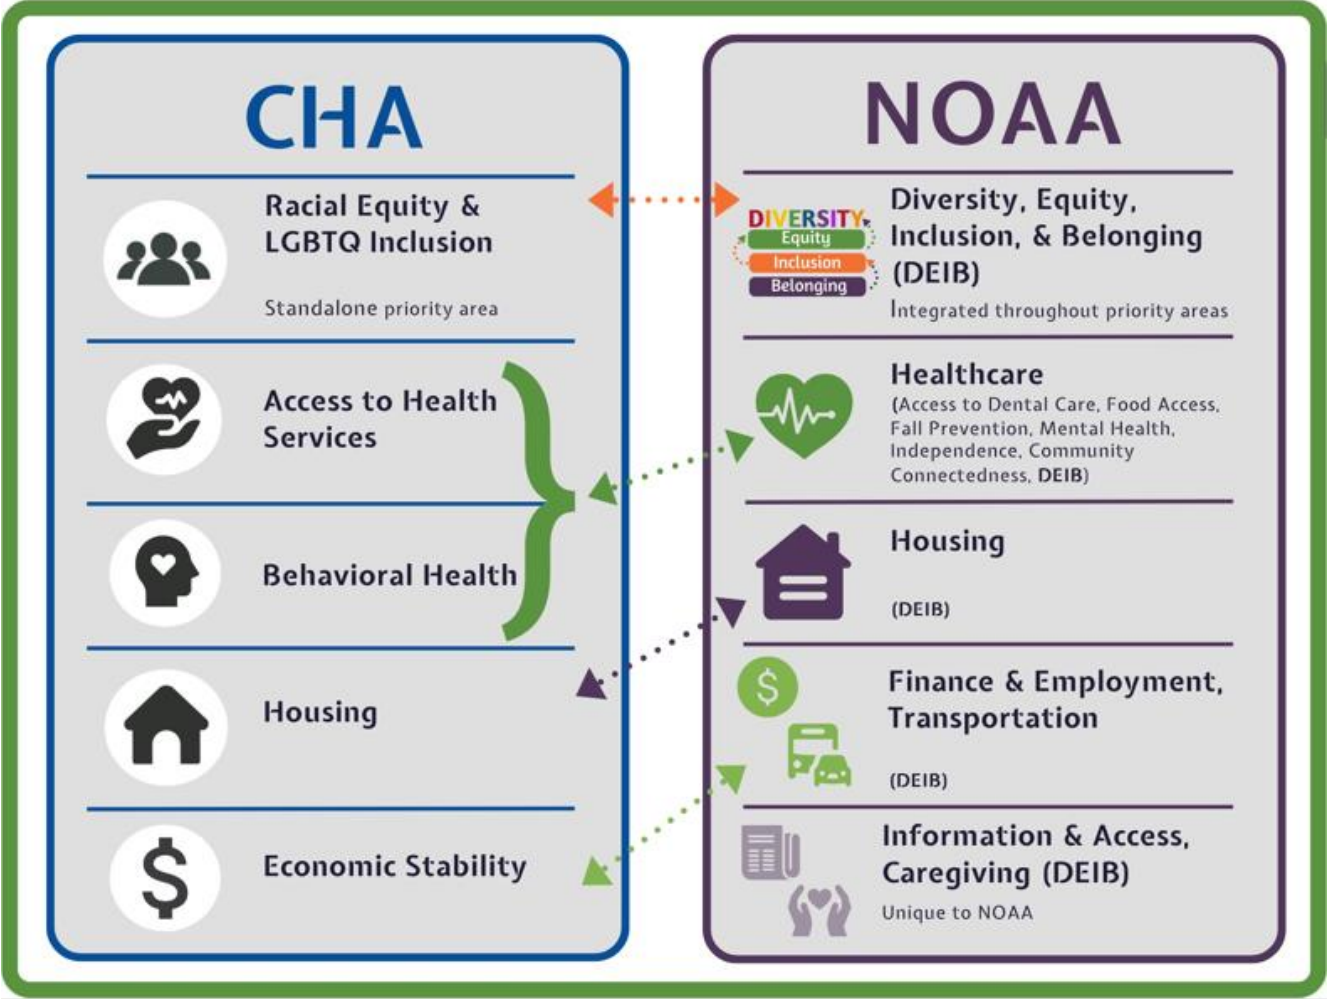 CHA
Racial Equity &
LGBTQ Inclusion
Standalone priority area
Access to Health
Services
Behavioral Health
Housing
$
Economic Stability
NOAA
DIVERSITY
Equity
Inclusion
Belonging
Diversity, Equity,
Inclusion, & Belonging
(DEIB)
Integrated throughout priority areas
Healthcare
(Access to Dental Care, Food Access,
Fall Prevention, Mental Health,
Independence, Community
Connectedness, DEIB)
Housing
(DEIB)
$
Finance & Employment,
Transportation
(DEIB)
Information & Access,
Caregiving (DEIB)
Unique to NOAA